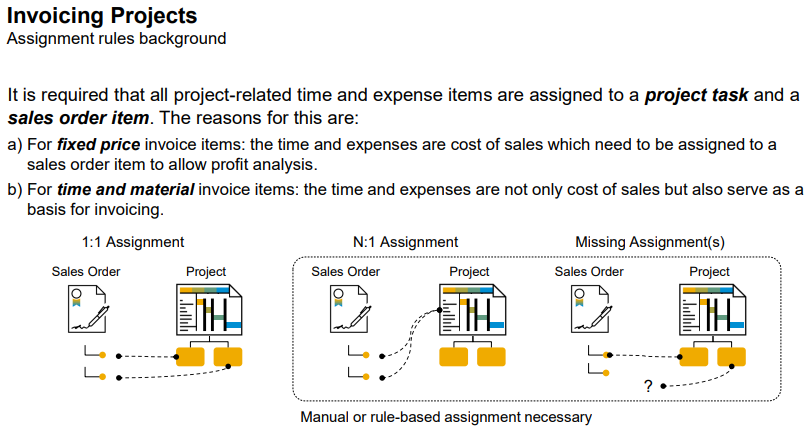 Invoicing Projects
Assignment rules background
It is required that all project-related time and expense items are assigned to a project task and a
sales order item. The reasons for this are:
a) For fixed price invoice items: the time and expenses are cost of sales which need to be assigned to a
sales order item to allow profit analysis.
b) For time and material invoice items: the time and expenses are not only cost of sales but also serve as a
basis for invoicing.
1:1 Assignment
N:1 Assignment
Missing Assignment(s)
Sales Order
Project
Sales Order
Project
Sales Order
Project
?
Manual or rule-based assignment necessary